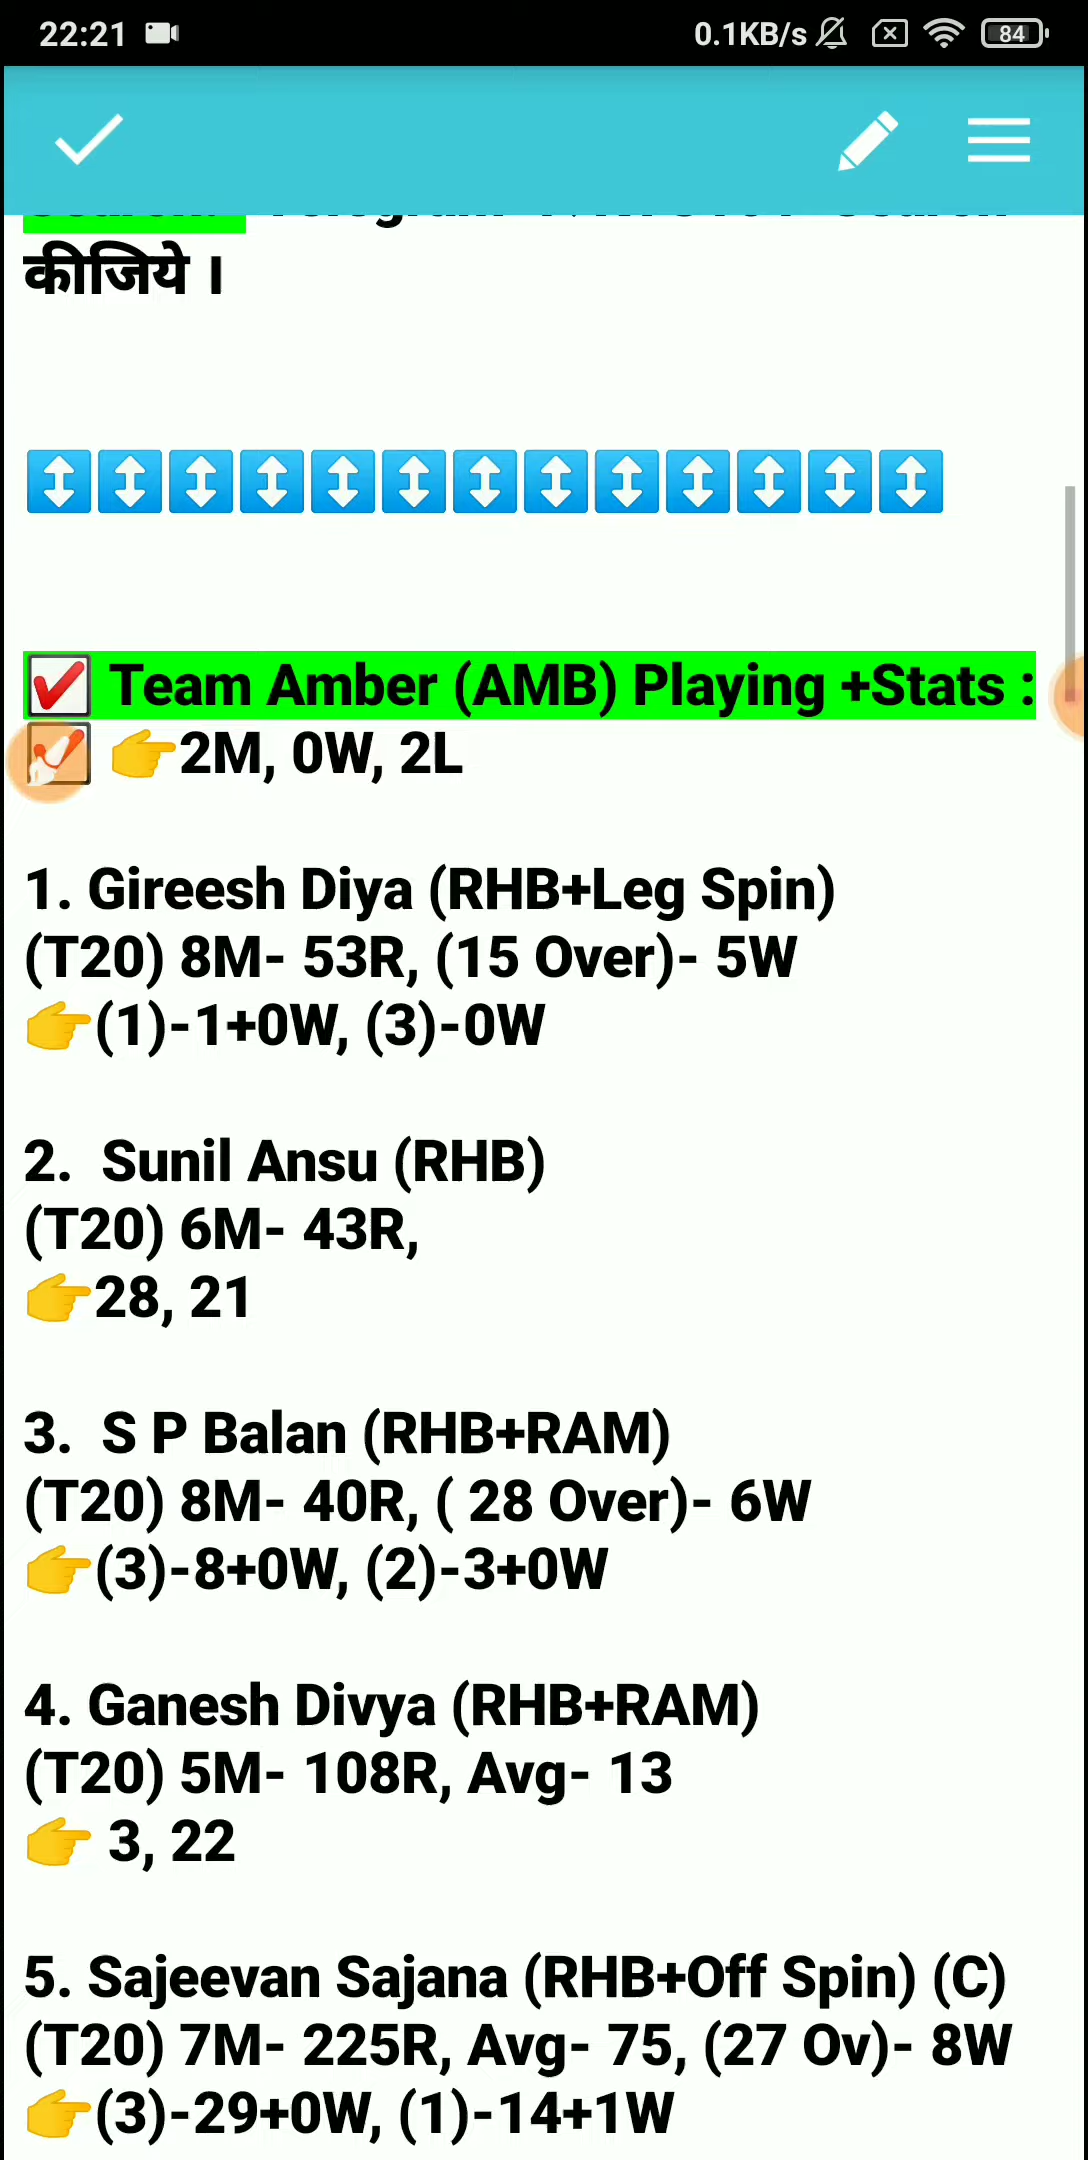 22:21
0.1KB/s
84
कीजिये ।
Team Amber (AMB) Playing +Stats :
2M, 0W, 2L
1. Gireesh Diya (RHB+Leg Spin)
(T20) 8M- 53R, (15 Over)- 5W
(1)-1+0W, (3)-0W
2. Sunil Ansu (RHB)
(T20) 6M- 43R,
28, 21
3. S P Balan (RHB+RAM)
(T20) 8M- 40R, ( 28 Over)- 6W
(3)-8+0W, (2)-3+0W
4. Ganesh Divya (RHB+RAM)
(T20) 5M- 108R, Avg- 13
3, 22
5. Sajeevan Sajana (RHB+Off Spin) (C)
(T20) 7M- 225R, Avg- 75, (27 Ov)- 8W
(3)-29+0W, (1)-14+1W